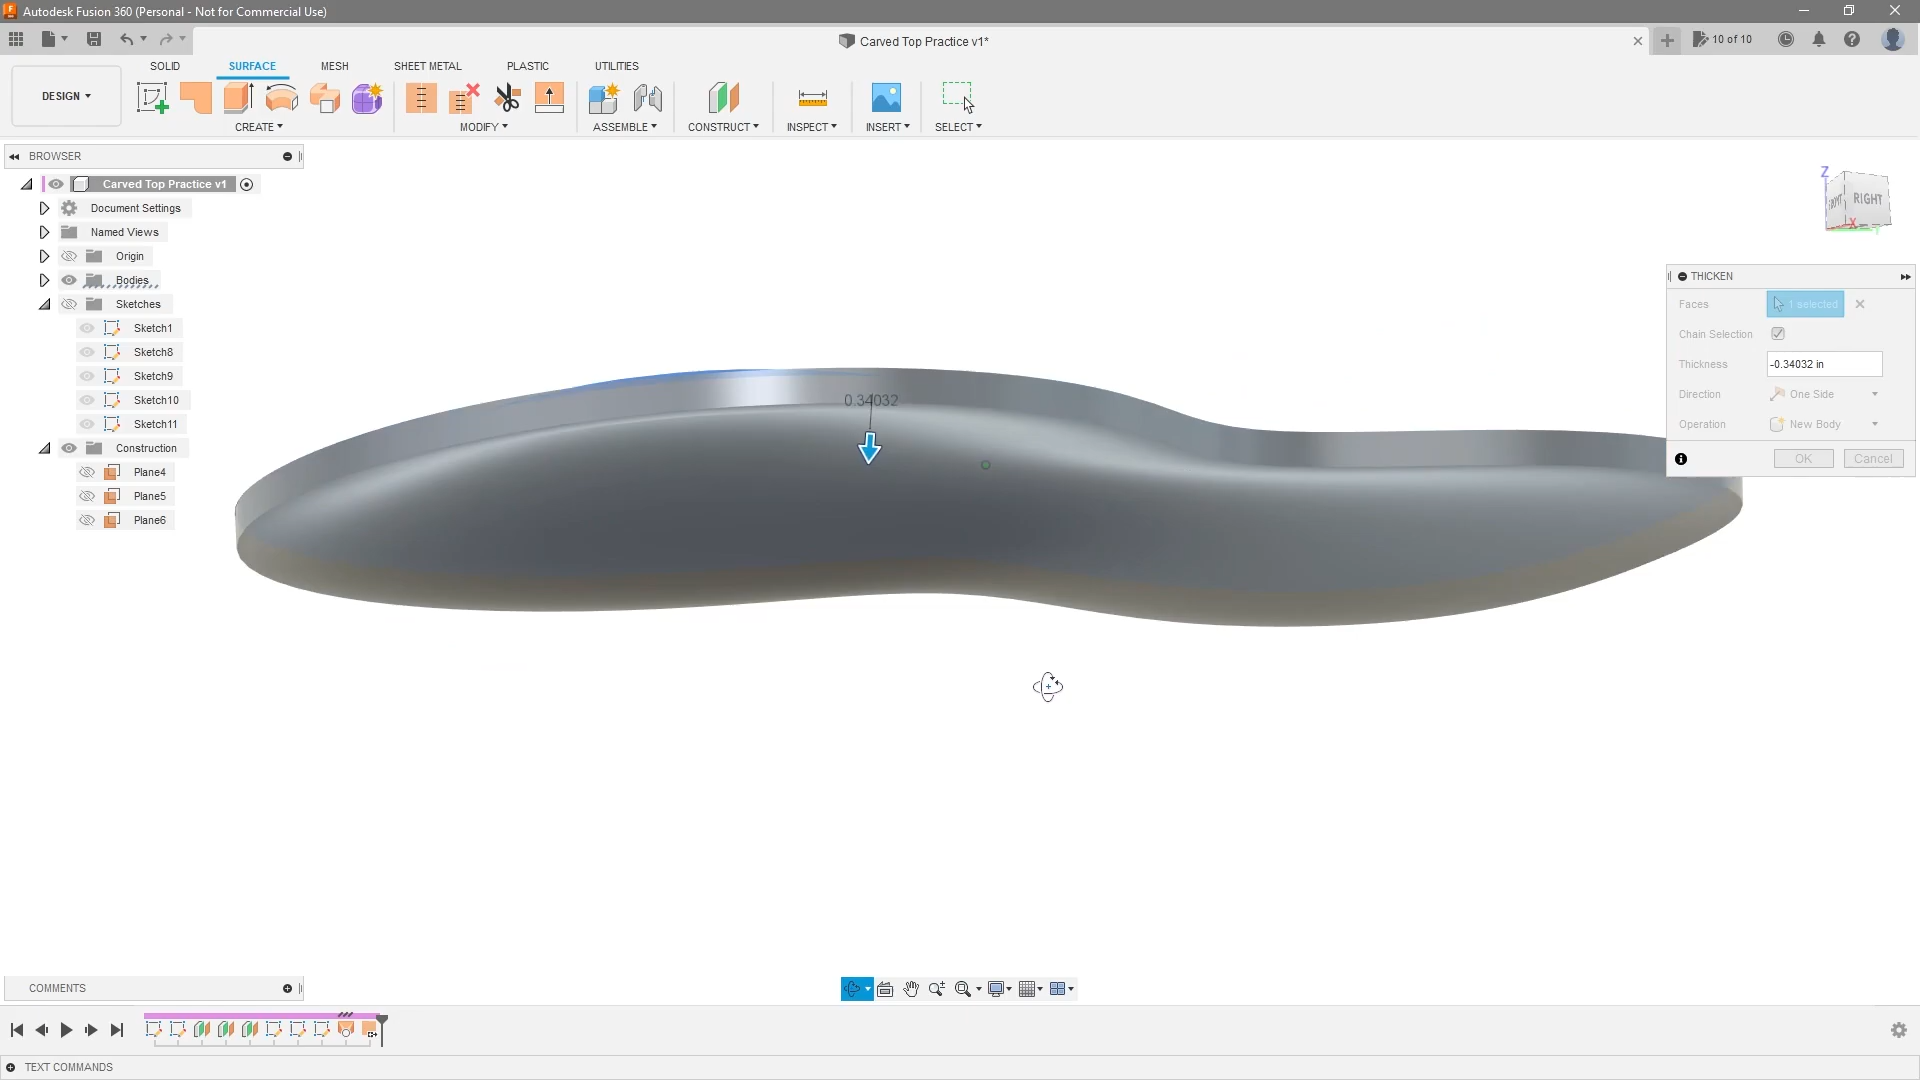 Autodesk Fusion 360 (Personal - Not for Commercial Use)
Carved Top Practice v1*
10 of 10
DESIGN
SOLID
SURFACE
MESH
SHEET METAL
PLASTIC
UTILITIES
CREATE
MODIFY
ASSEMBLE
CONSTRUCT
INSPECT
INSERT
SELECT
BROWSER
Carved Top Practice v1
Document Settings
Named Views
Origin
Bodies
Sketches
Sketch1
Sketch8
Sketch9
Sketch10
Sketch11
Construction
Plane4
Plane5
Plane6
0.34032
Z
FRONT
RIGHT
X
THICKEN
Faces
1 selected
Chain Selection
Thickness
-0.34032 in
Direction
One Side
Operation
New Body
OK
Cancel
COMMENTS
TEXT COMMANDS